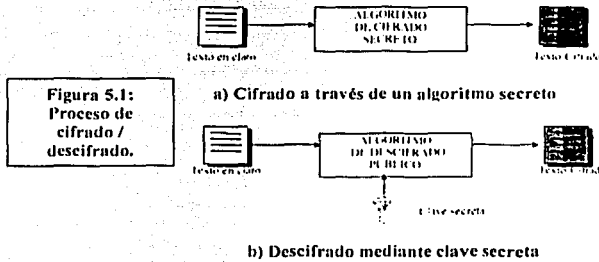 ALGORITMO
DE CIFRADO
SECRETO
Texto en claro
Texto Cifrado
a) Cifrado a través de un algoritmo secreto
Figura 5.1:
Proceso de
cifrado /
descifrado.
ALGORITMO
DE DESCIFRADO
PUBLICO
Texto en claro
Texto Cifrado
Clave secreta
b) Descifrado mediante clave secreta